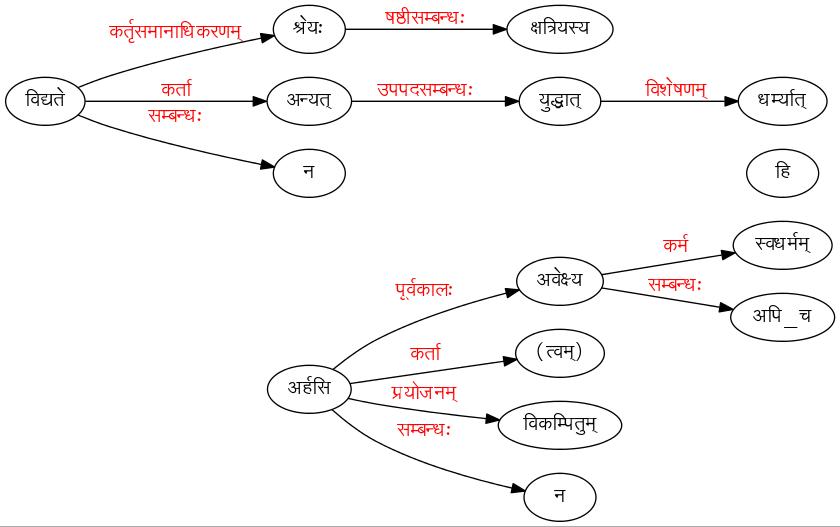 कर्तृसमानाधिकरणम् श्रेयः षष्ठीसम्बन्धः क्षत्रियस्य
विद्यते कर्ता अन्यत् उपपदसम्बन्धः युद्धात् विशेषणम् धर्म्यात्
सम्बन्धः
न हि
कर्म स्वधर्मम्
पूर्वकालः अवेक्ष्य सम्बन्धः
अपि_च
कर्ता (त्वम्)
अर्हसि प्रयोजनम्
सम्बन्धः विकम्पितुम्
न